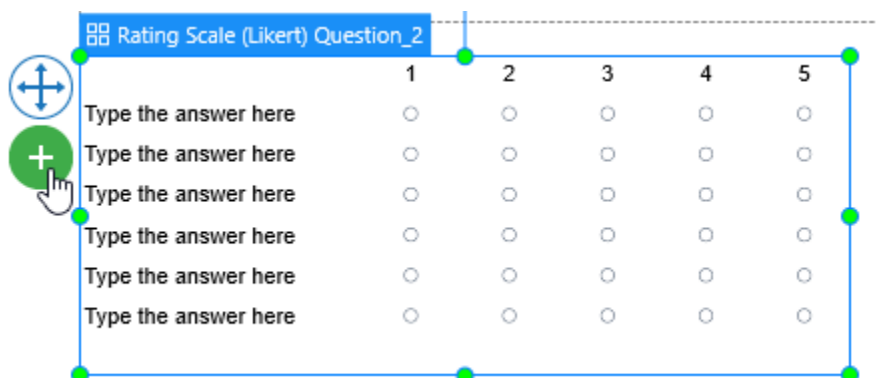 Rating Scale (Likert) Question_2
1 2 3 4 5
Type the answer here
Type the answer here
Type the answer here
Type the answer here
Type the answer here
Type the answer here